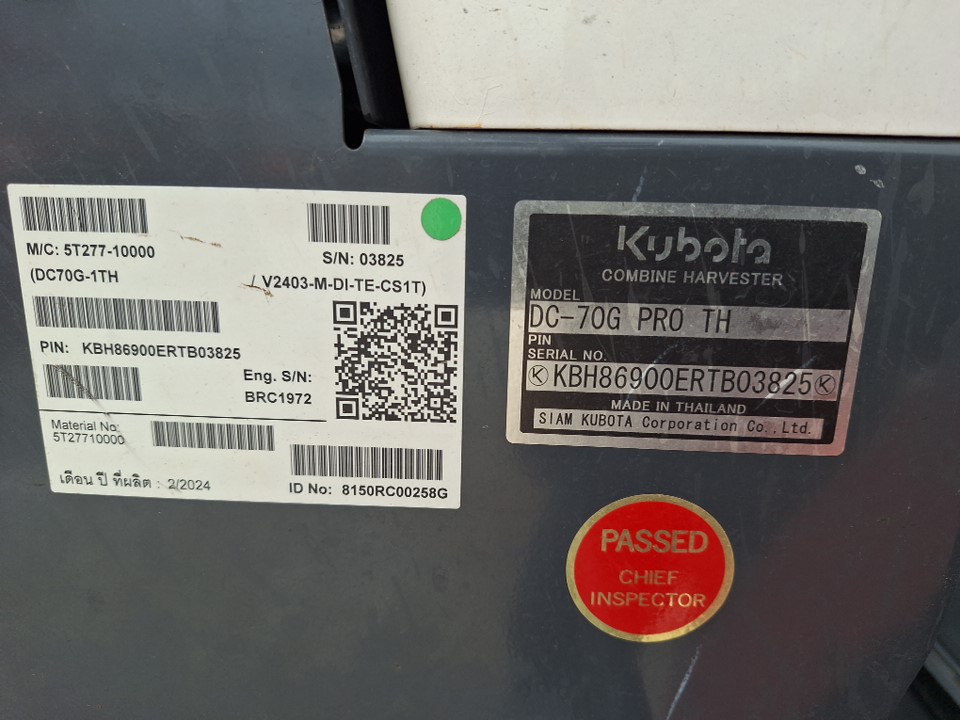 M/C: 5T277-10000
S/N: 03825
(DC70G-1TH / V2403-M-DI-TE-CS1T)
PIN: KBH86900ERTB03825
Eng. S/N:
BRC1972
Material No:
5T27710000
เดือน ปี ที่ผลิต : 2/2024
ID No: 8150RC00258G
Kubota
COMBINE HARVESTER
MODEL
DC-70G PRO TH
PIN
SERIAL NO.
KBH86900ERTB03825
MADE IN THAILAND
SIAM KUBOTA Corporation Co., Ltd.
PASSED
CHIEF
INSPECTOR